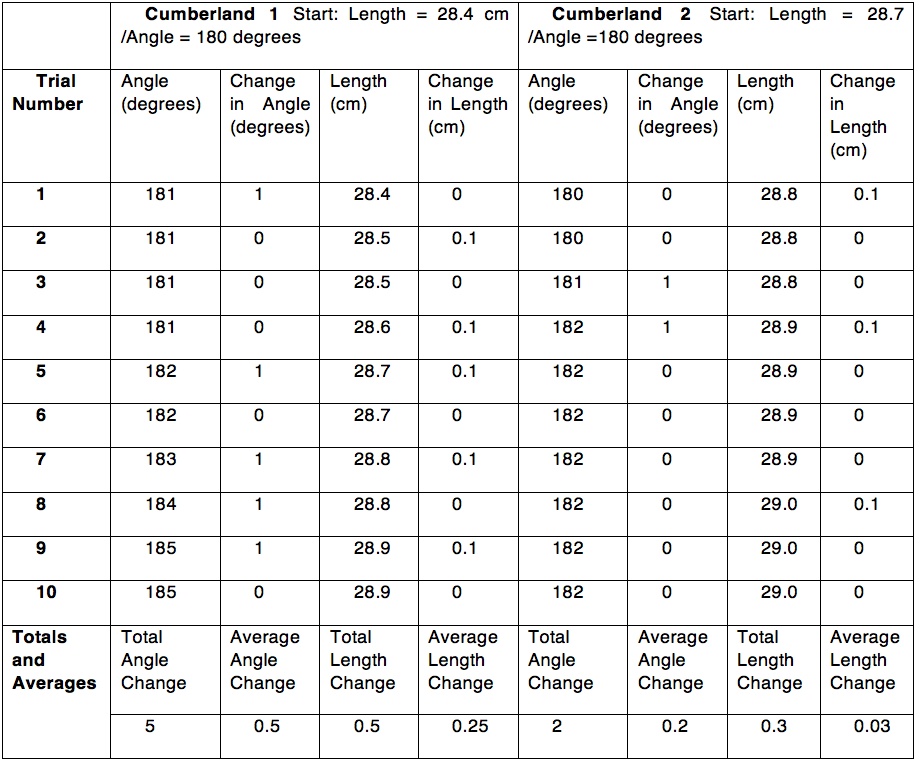 Cumberland 1 Start: Length = 28.4 cm /Angle = 180 degrees | Cumberland 2 Start: Length = 28.7 /Angle =180 degrees
Trial Number | Angle (degrees) | Change in Angle (degrees) | Length (cm) | Change in Length (cm) | Angle (degrees) | Change in Angle (degrees) | Length (cm) | Change in Length (cm)
1 | 181 | 1 | 28.4 | 0 | 180 | 0 | 28.8 | 0.1
2 | 181 | 0 | 28.5 | 0.1 | 180 | 0 | 28.8 | 0
3 | 181 | 0 | 28.5 | 0 | 181 | 1 | 28.8 | 0
4 | 181 | 0 | 28.6 | 0.1 | 182 | 1 | 28.9 | 0.1
5 | 182 | 1 | 28.7 | 0.1 | 182 | 0 | 28.9 | 0
6 | 182 | 0 | 28.7 | 0 | 182 | 0 | 28.9 | 0
7 | 183 | 1 | 28.8 | 0.1 | 182 | 0 | 28.9 | 0
8 | 184 | 1 | 28.8 | 0 | 182 | 0 | 29.0 | 0.1
9 | 185 | 1 | 28.9 | 0.1 | 182 | 0 | 29.0 | 0
10 | 185 | 0 | 28.9 | 0 | 182 | 0 | 29.0 | 0
Totals and Averages | Total Angle Change | Average Angle Change | Total Length Change | Average Length Change | Total Angle Change | Average Angle Change | Total Length Change | Average Length Change
5 | 0.5 | 0.5 | 0.25 | 2 | 0.2 | 0.3 | 0.03